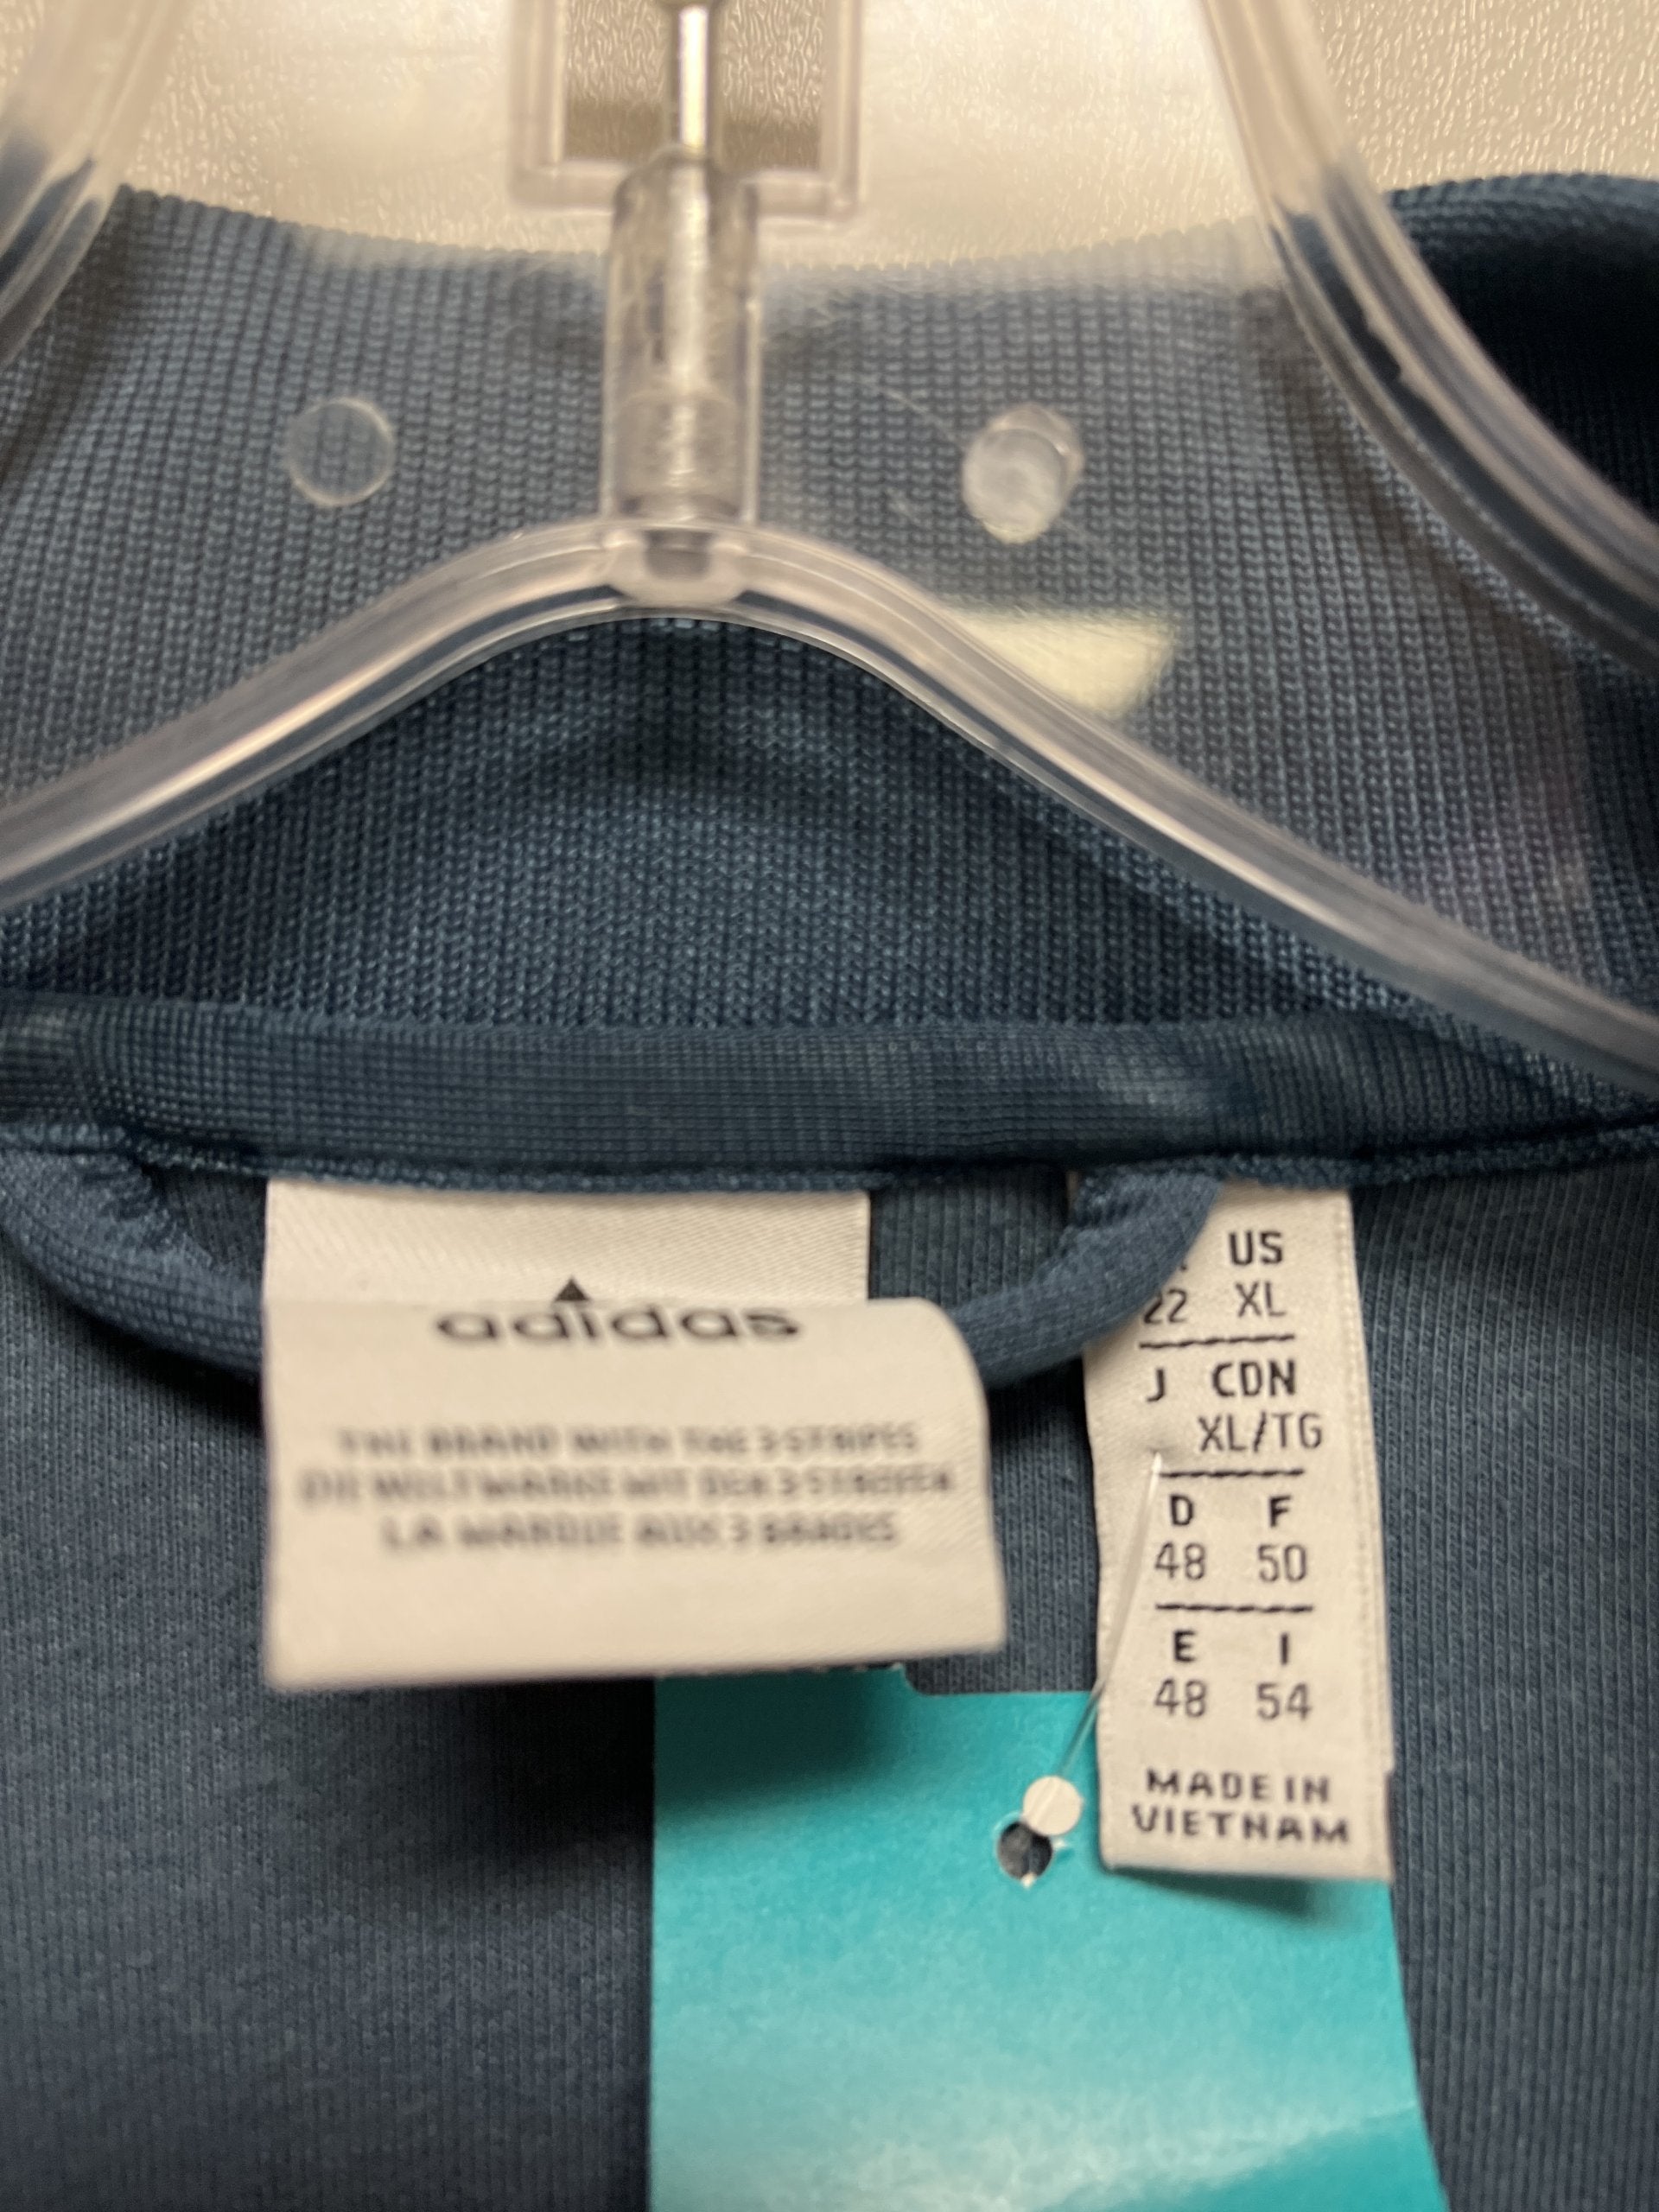 adidas
THE BRAND WITH THE 3 STRIPES
DIE WELTMARKE MIT DEN 3 STREIFEN
LA MARQUE AUX 3 BANDES
US
22 XL
J CDN
XL/TG
D F
48 50
E I
48 54
MADE IN
VIETNAM